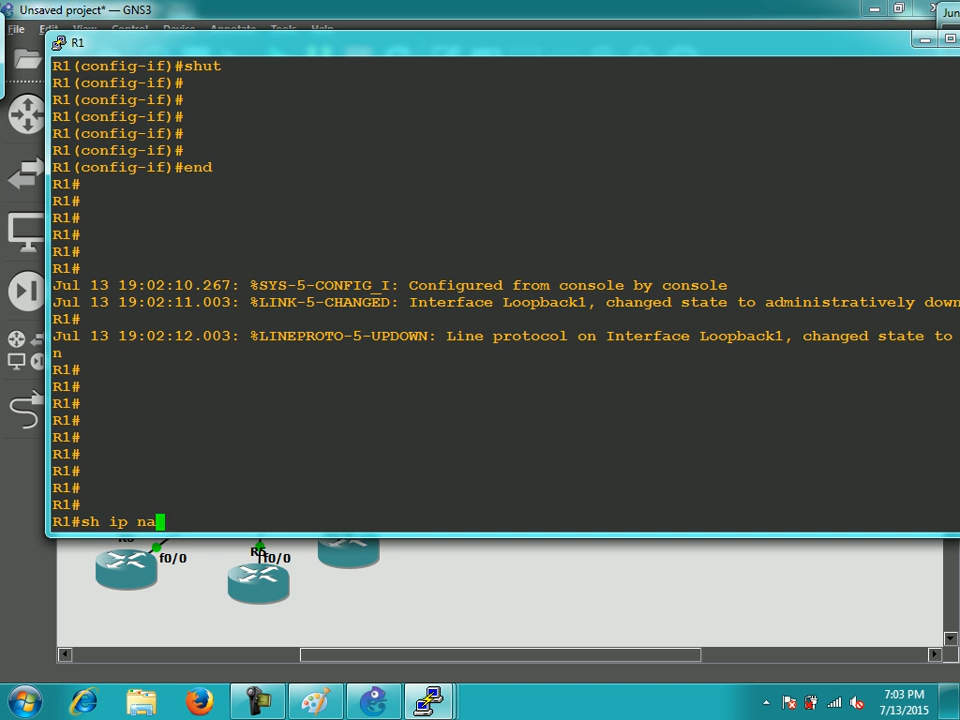 Unsaved project* — GNS3
Jun
File Edit View Control Device Annotate Tools Help
R1
R1(config-if)#shut
R1(config-if)#
R1(config-if)#
R1(config-if)#
R1(config-if)#
R1(config-if)#
R1(config-if)#end
R1#
R1#
R1#
R1#
R1#
R1#
Jul 13 19:02:10.267: %SYS-5-CONFIG_I: Configured from console by console
Jul 13 19:02:11.003: %LINK-5-CHANGED: Interface Loopback1, changed state to administratively down
R1#
Jul 13 19:02:12.003: %LINEPROTO-5-UPDOWN: Line protocol on Interface Loopback1, changed state to
n
R1#
R1#
R1#
R1#
R1#
R1#
R1#
R1#
R1#
R1#sh ip na
f0/0
f0/0
7:03 PM
7/13/2015